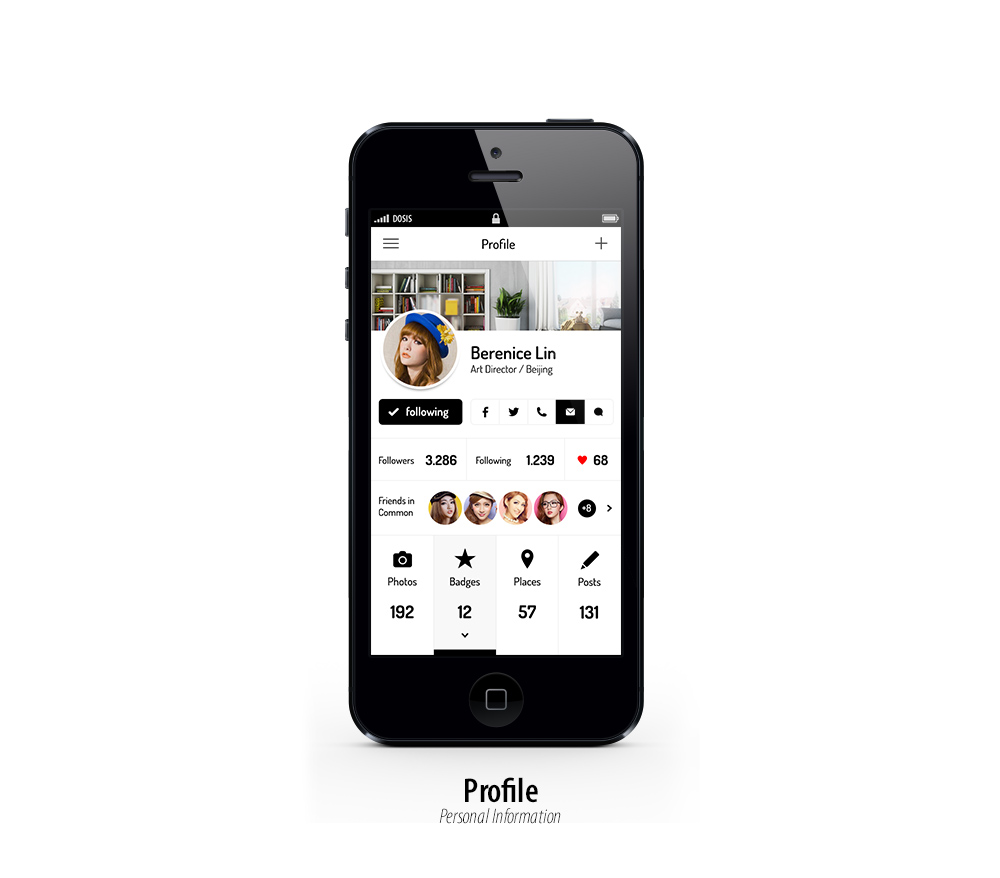 DOSIS
Profile
Berenice Lin
Art Director / Beijing
following
Followers 3.286 Following 1.239 68
Friends in
Common
+8
Photos Badges Places Posts
192 12 57 131
Profile
Personal Information